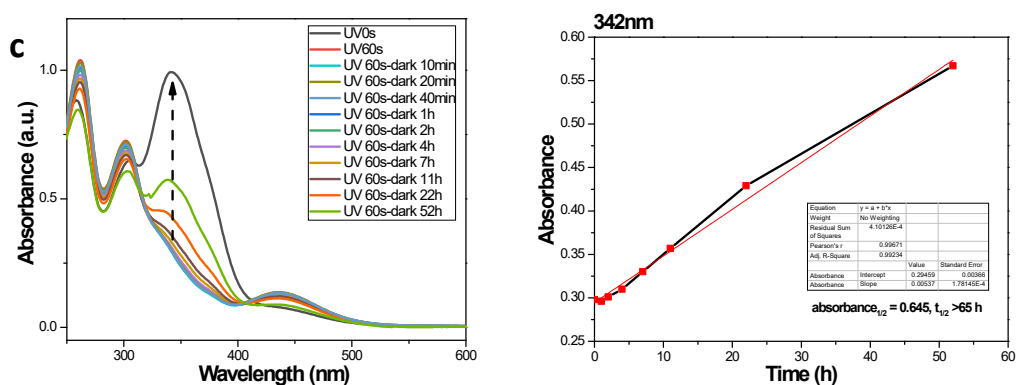 c
Absorbance (a.u.)
1.0
0.5
0.0
300
400
500
600
Wavelength (nm)
UV0s
UV60s
UV 60s-dark 10min
UV 60s-dark 20min
UV 60s-dark 40min
UV 60s-dark 1h
UV 60s-dark 2h
UV 60s-dark 4h
UV 60s-dark 7h
UV 60s-dark 11h
UV 60s-dark 22h
UV 60s-dark 52h
342nm
Absorbance
0.60
0.55
0.50
0.45
0.40
0.35
0.30
0.25
0
10
20
30
40
50
60
Time (h)
Equation y = a + b*x
Weight No Weighting
Residual Sum of Squares 4.10126E-4
Pearson's r 0.99671
Adj. R-Square 0.99234
Value Standard Error
Absorbance Intercept 0.29459 0.00366
Absorbance Slope 0.00537 1.78145E-4
absorbance1/2 = 0.645, t1/2 >65 h